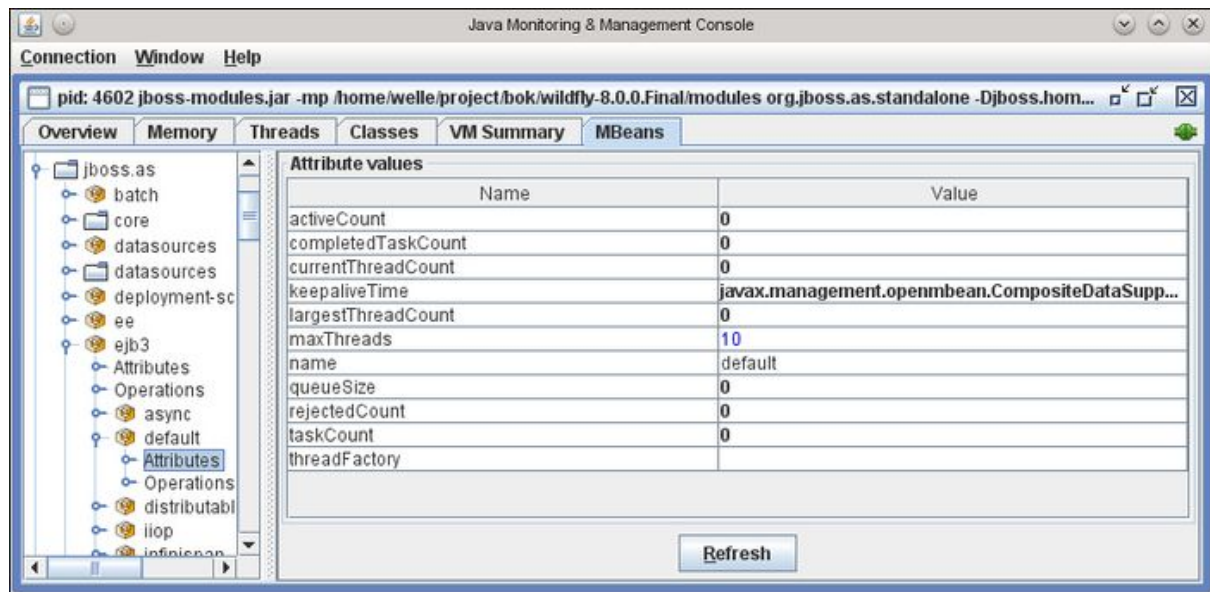 Java Monitoring & Management Console
Connection Window Help
pid: 4602 jboss-modules.jar -mp /home/welle/project/bok/wildfly-8.0.0.Final/modules org.jboss.as.standalone -Djboss.hom...
Overview Memory Threads Classes VM Summary MBeans
jboss.as
batch
core
datasources
datasources
deployment-sc
ee
ejb3
Attributes
Operations
async
default
Attributes
Operations
distributabl
iiop
infinispan
Attribute values
Name Value
activeCount 0
completedTaskCount 0
currentThreadCount 0
keepaliveTime javax.management.openmbean.CompositeDataSupp...
largestThreadCount 0
maxThreads 10
name default
queueSize 0
rejectedCount 0
taskCount 0
threadFactory
Refresh